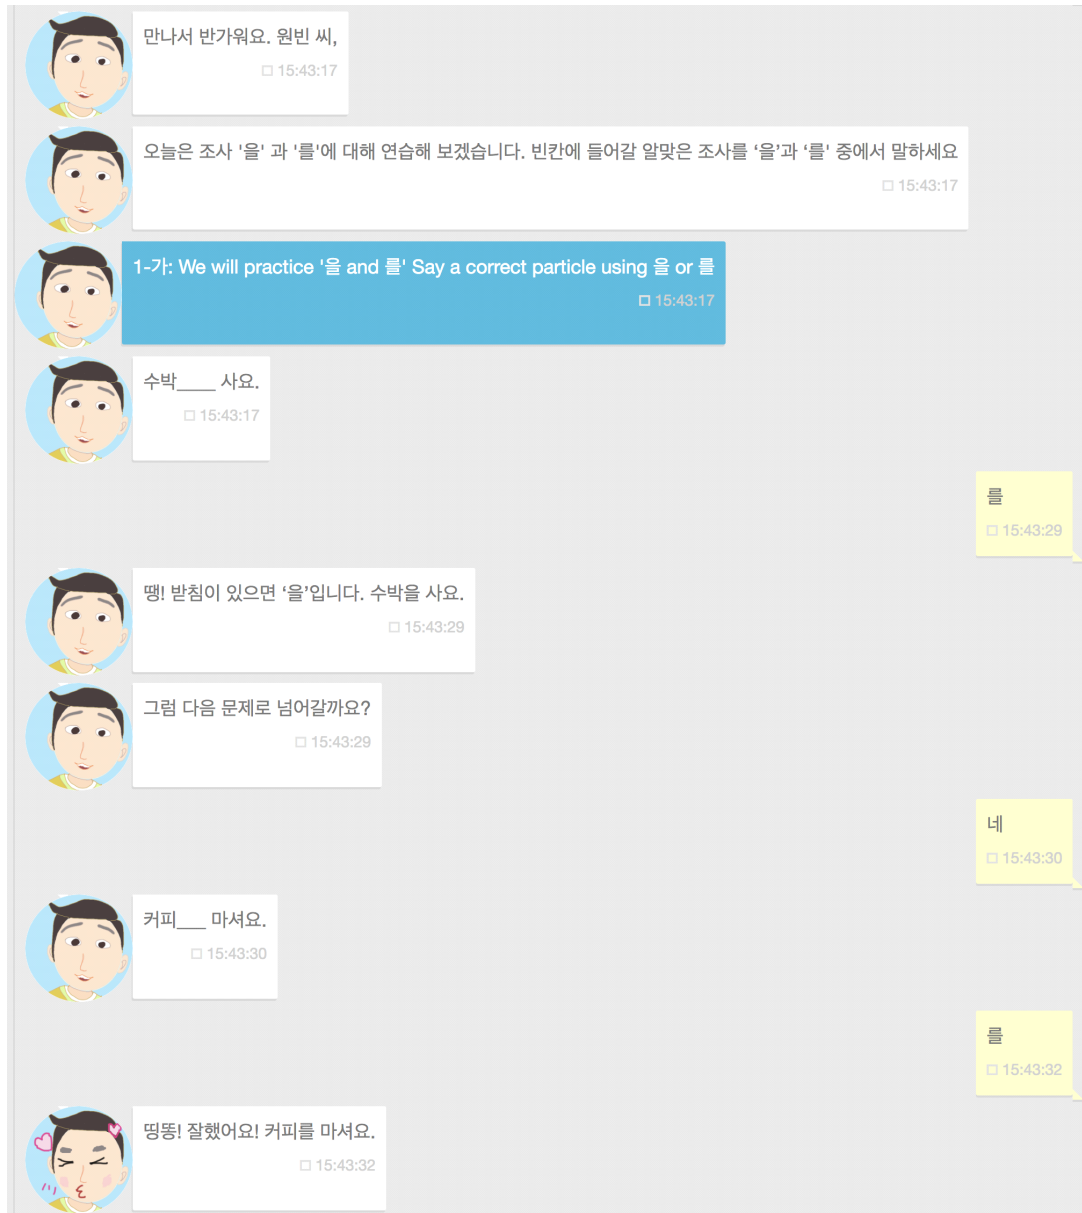 만나서 반가워요. 원빈 씨,
15:43:17
오늘은 조사 '을' 과 '를'에 대해 연습해 보겠습니다. 빈칸에 들어갈 알맞은 조사를 ‘을’과 ‘를' 중에서 말하세요
15:43:17
1-가: We will practice '을 and 를' Say a correct particle using 을 or 를
15:43:17
수박____ 사요.
15:43:17
를
15:43:29
땡! 받침이 있으면 ‘을’입니다. 수박을 사요.
15:43:29
그럼 다음 문제로 넘어갈까요?
15:43:29
네
15:43:30
커피___ 마셔요.
15:43:30
를
15:43:32
띵똥! 잘했어요! 커피를 마셔요.
15:43:32